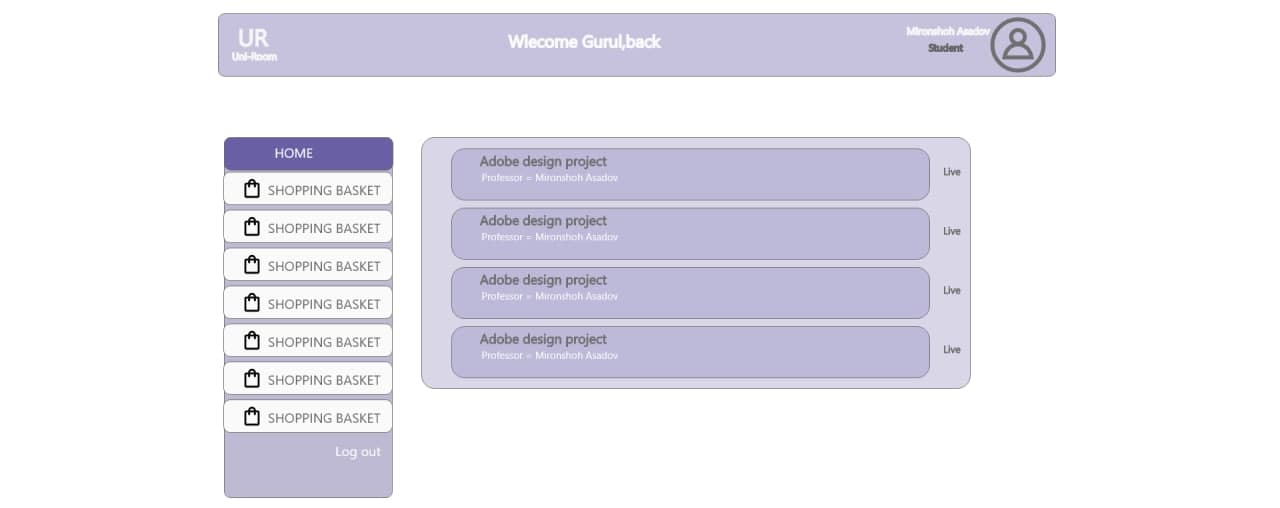 UR
Uni-Room
Wlecome Gurul,back
Mironshoh Asadov
Student
HOME
SHOPPING BASKET
SHOPPING BASKET
SHOPPING BASKET
SHOPPING BASKET
SHOPPING BASKET
SHOPPING BASKET
SHOPPING BASKET
Log out
Adobe design project
Professor = Mironshoh Asadov
Live
Adobe design project
Professor = Mironshoh Asadov
Live
Adobe design project
Professor = Mironshoh Asadov
Live
Adobe design project
Professor = Mironshoh Asadov
Live